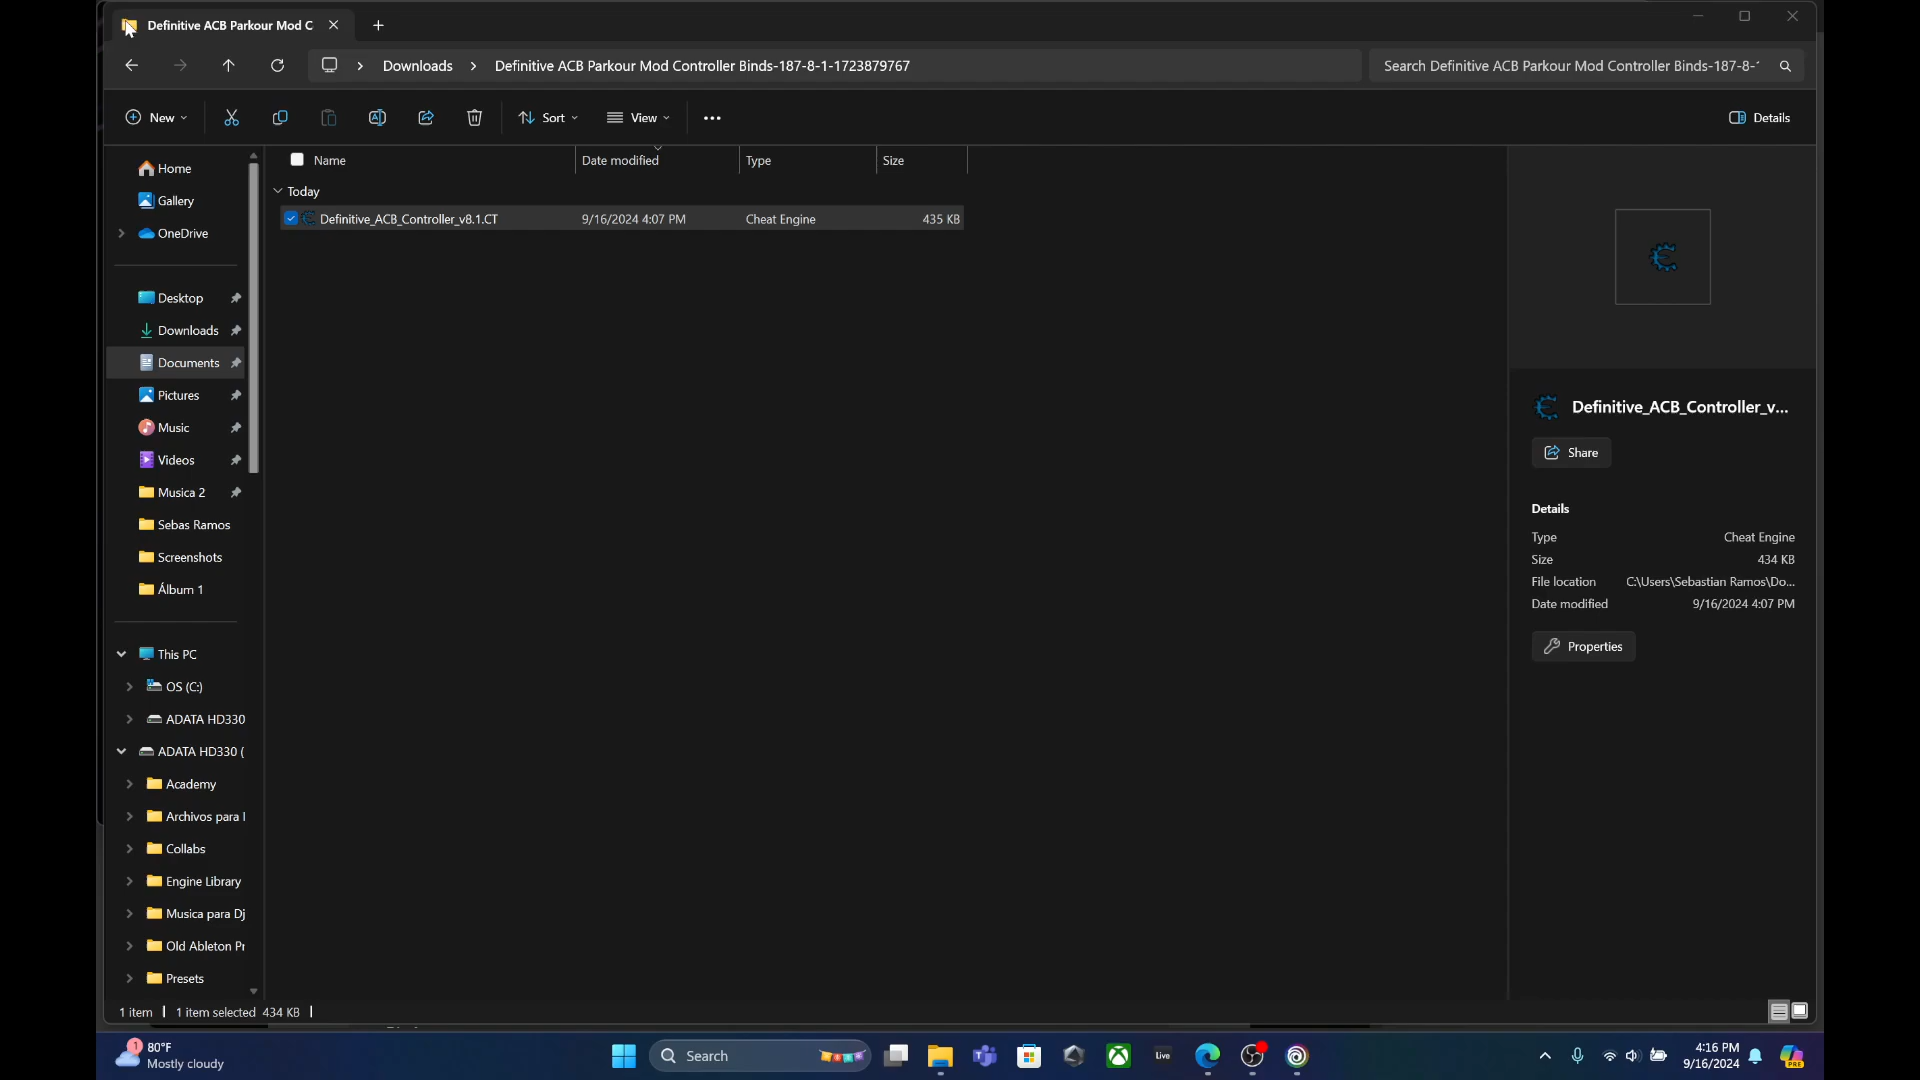 Definitive ACB Parkour Mod C
Downloads > Definitive ACB Parkour Mod Controller Binds-187-8-1-1723879767
Search Definitive ACB Parkour Mod Controller Binds-187-8-
New
Sort
View
Details
Name
Date modified
Type
Size
Today
Definitive_ACB_Controller_v8.1.CT
9/16/2024 4:07 PM
Cheat Engine
435 KB
Home
Gallery
OneDrive
Desktop
Downloads
Documents
Pictures
Music
Videos
Musica 2
Sebas Ramos
Screenshots
Álbum 1
This PC
OS (C:)
ADATA HD330
ADATA HD330 (
Academy
Archivos para
Collabs
Engine Library
Musica para Dj
Old Ableton Pr
Presets
Definitive_ACB_Controller_v...
Share
Details
Type Cheat Engine
Size 434 KB
File location C:\Users\Sebastian Ramos\Do...
Date modified 9/16/2024 4:07 PM
Properties
1 item | 1 item selected 434 KB |
1
80°F
Mostly cloudy
Search
Live
4:16 PM
9/16/2024
PRE